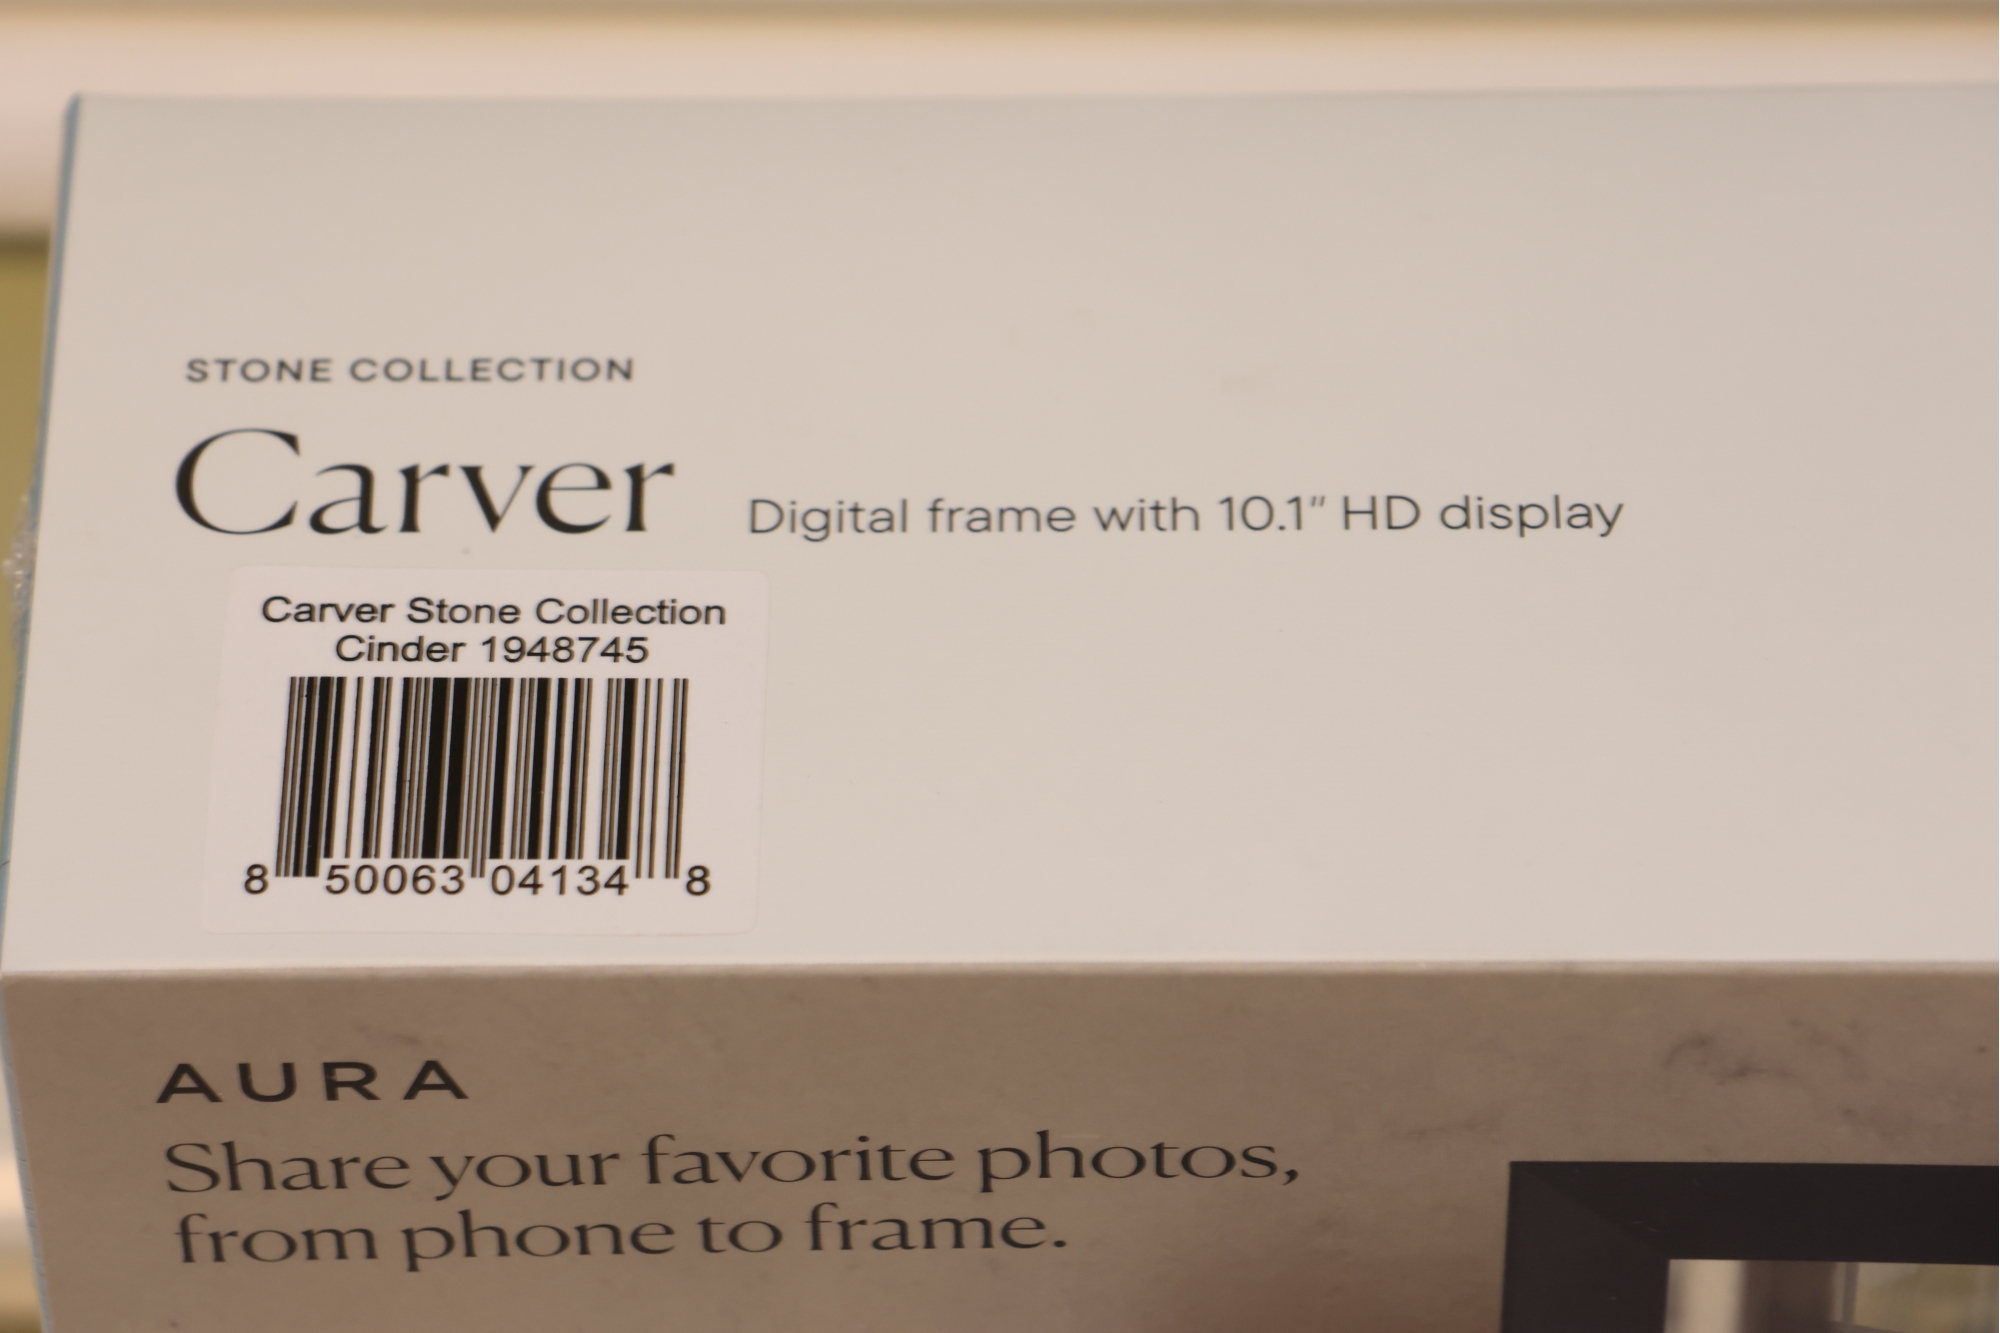 STONE COLLECTION
Carver Digital frame with 10.1" HD display
Carver Stone Collection
Cinder 1948745
8 50063 04134 8
AURA
Share your favorite photos,
from phone to frame.